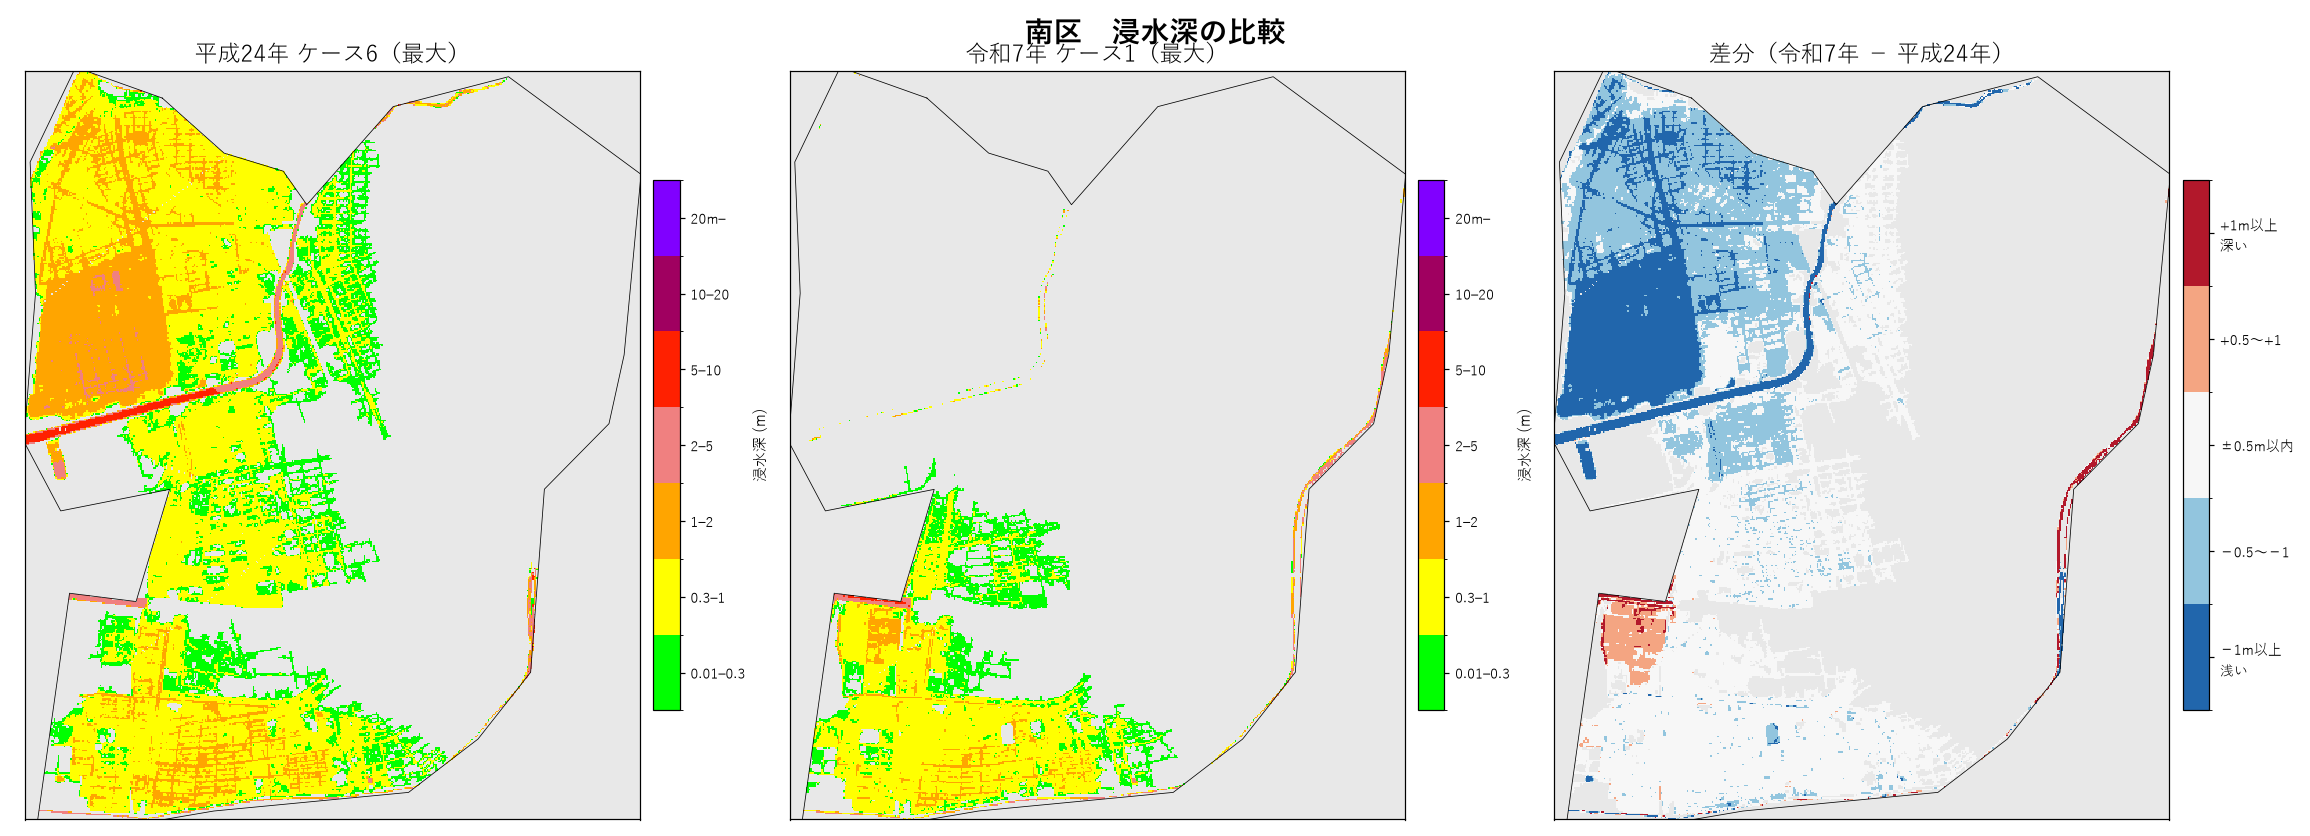 南区　浸水深の比較
平成24年 ケース6（最大）
令和7年 ケース1（最大）
差分（令和7年 − 平成24年）
20m−
10−20
5−10
2−5
1−2
0.3−1
0.01−0.3
浸水深 (m)
20m−
10−20
5−10
2−5
1−2
0.3−1
0.01−0.3
浸水深 (m)
+1m以上
深い
+0.5〜+1
±0.5m以内
−0.5〜−1
−1m以上
浅い